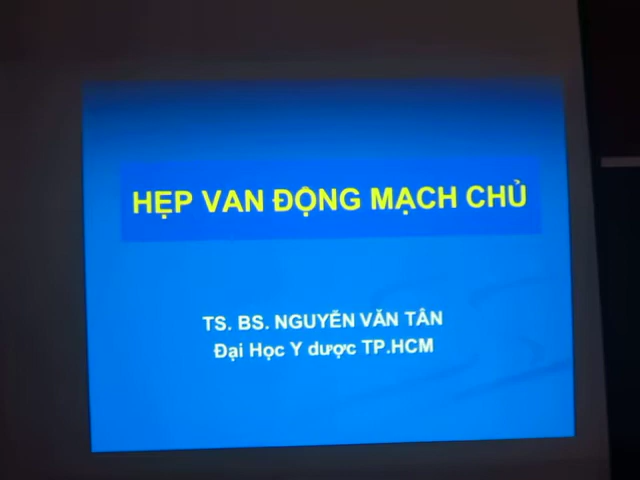 HẸP VAN ĐỘNG MẠCH CHỦ
TS. BS. NGUYỄN VĂN TÂN
Đại Học Y dược TP.HCM